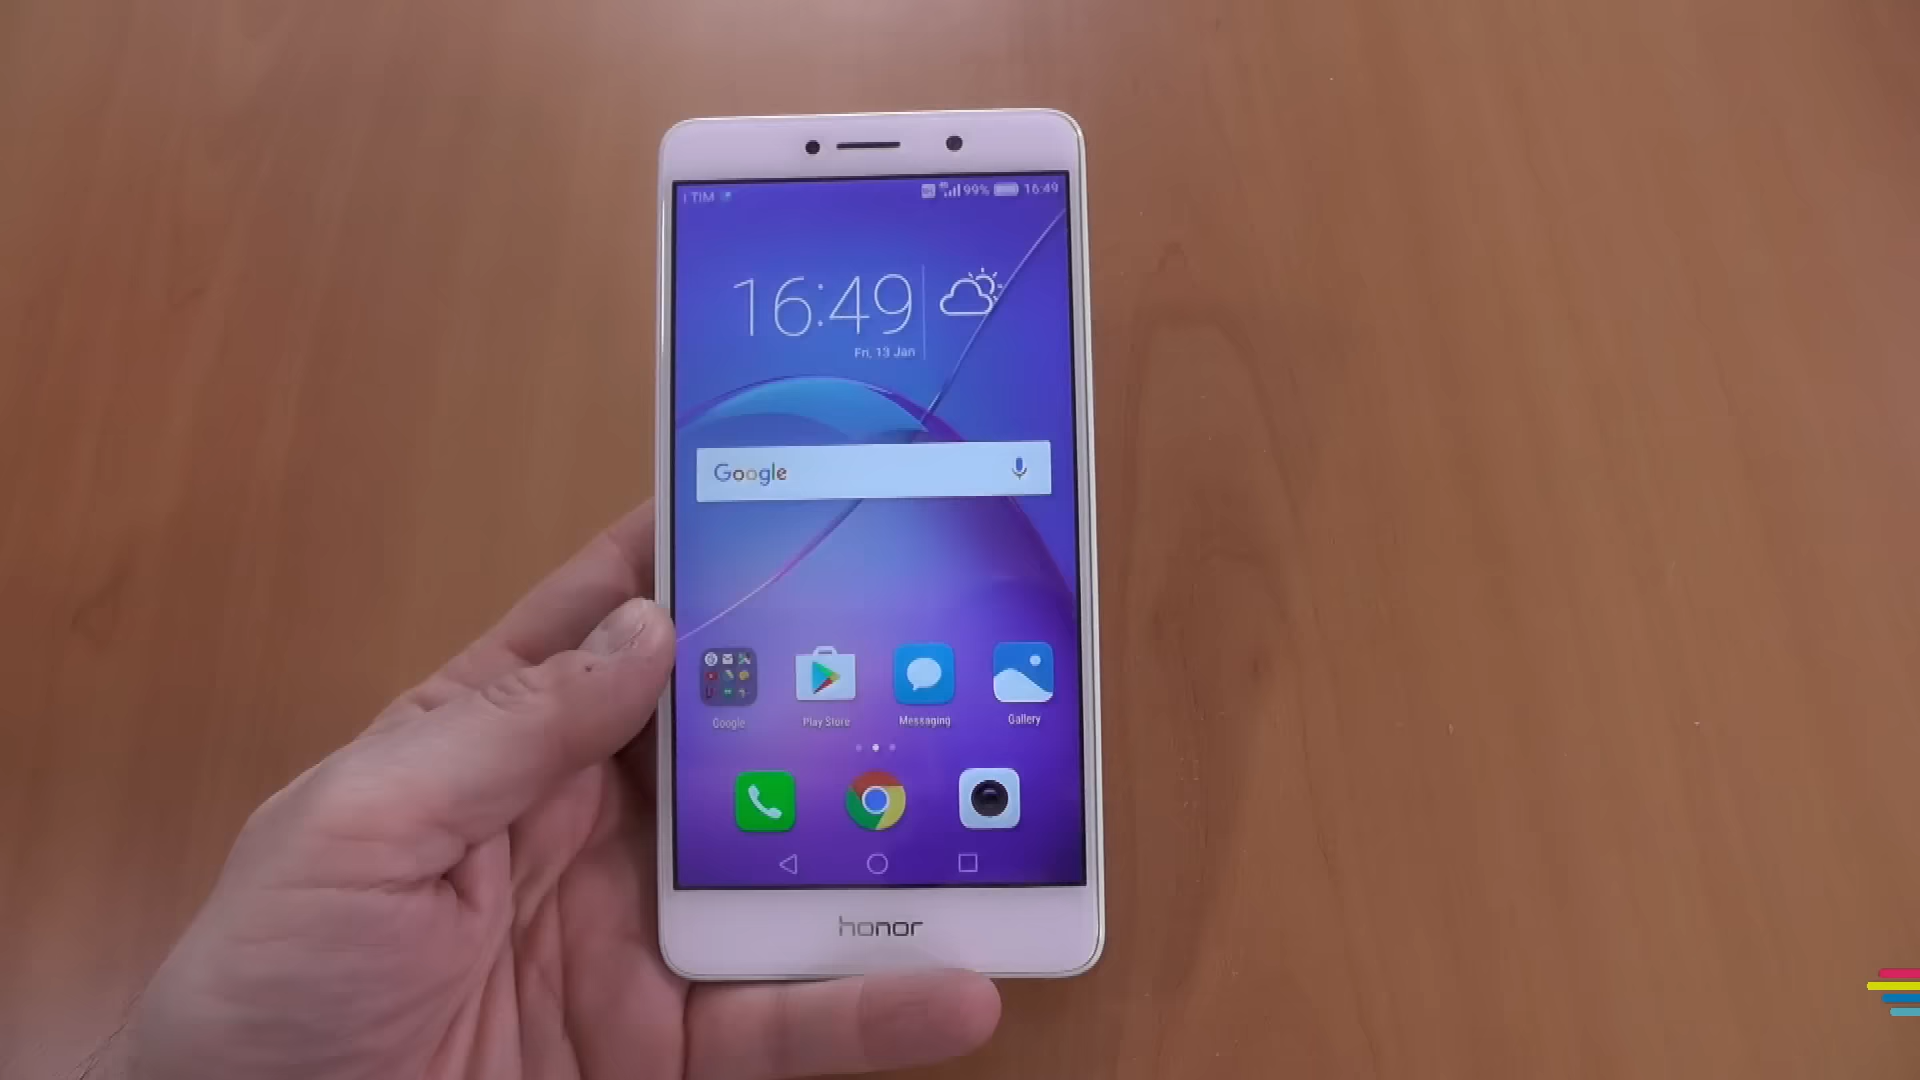 I TIM
99% 16:49
16:49
Fri, 13 Jan
Google
Google
Play Store
Messaging
Gallery
honor